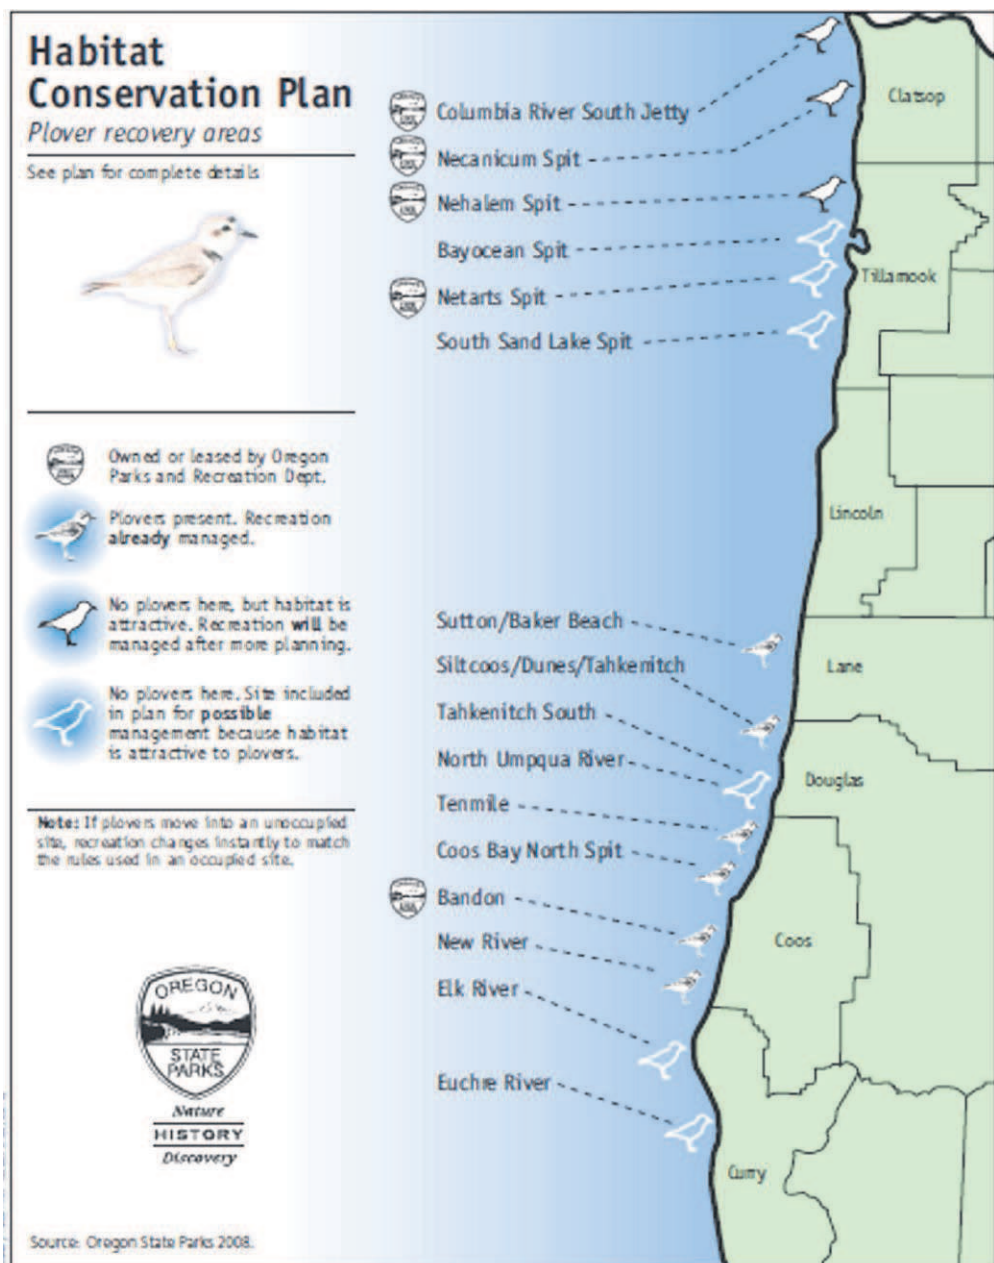 Habitat
Conservation Plan
Plover recovery areas
See plan for complete details
Owned or leased by Oregon
Parks and Recreation Dept.
Plovers present. Recreation
already managed.
No plovers here, but habitat is
attractive. Recreation will be
managed after more planning.
No plovers here. Site included
in plan for possible
management because habitat
is attractive to plovers.
Note: If plovers move into an unoccupied
site, recreation changes instantly to match
the rules used in an occupied site.
OREGON
STATE
PARKS
Nature
HISTORY
Discovery
Source: Oregon State Parks 2008.
Columbia River South Jetty
Necanicum Spit
Nehalem Spit
Bayocean Spit
Netarts Spit
South Sand Lake Spit
Sutton/Baker Beach
Siltcoos/Dunes/Tahkenitch
Tahkenitch South
North Umpqua River
Tenmile
Coos Bay North Spit
Bandon
New River
Elk River
Euchre River
Clatsop
Tillamook
Lincoln
Lane
Douglas
Coos
Curry